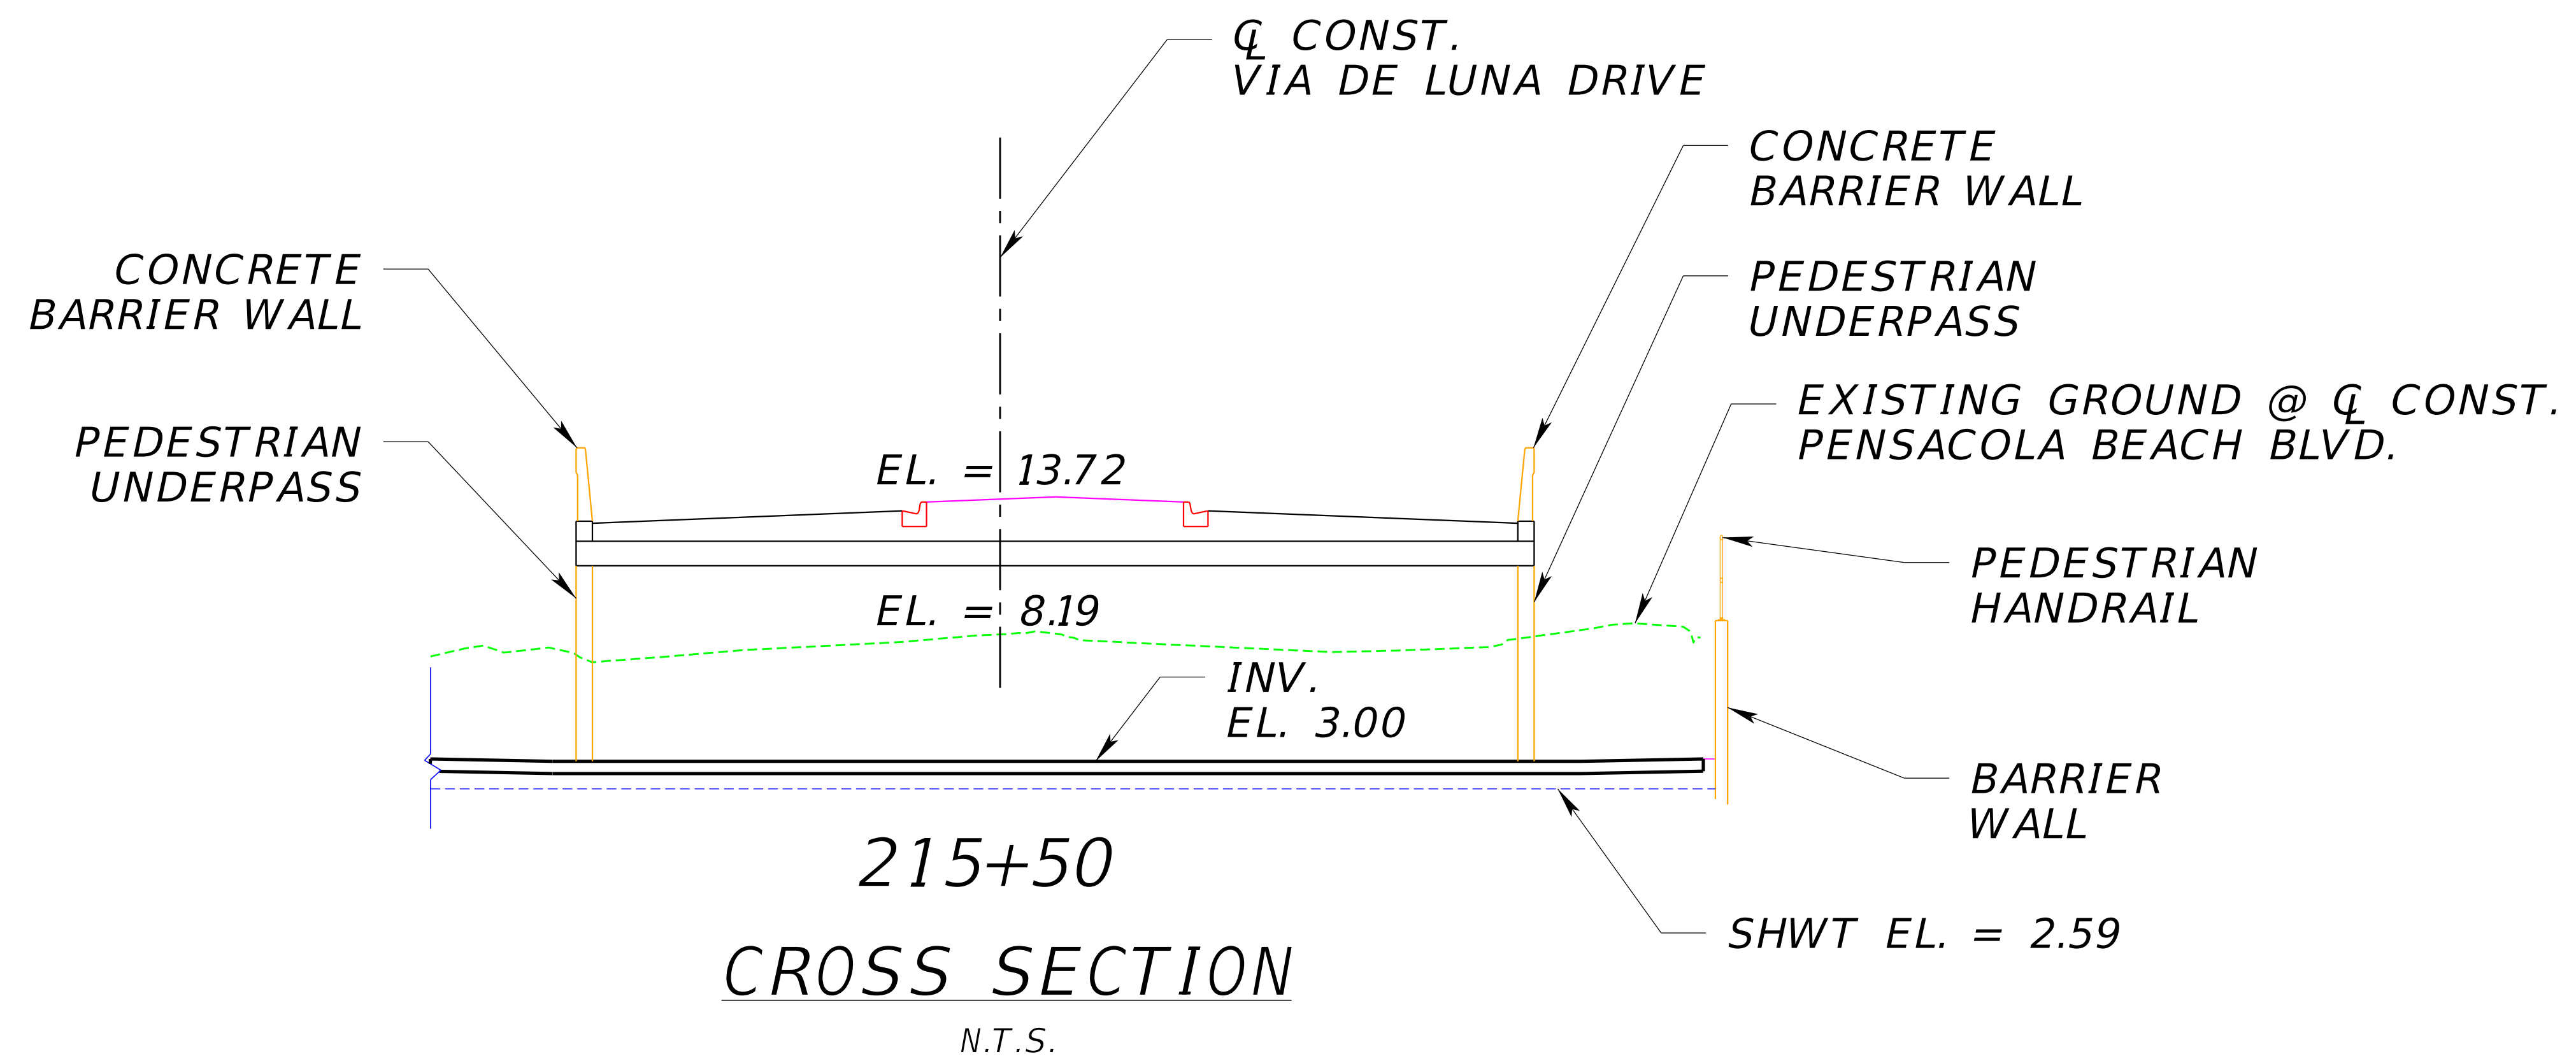 ℄ CONST.
VIA DE LUNA DRIVE
CONCRETE
BARRIER WALL
PEDESTRIAN
UNDERPASS
CONCRETE
BARRIER WALL
PEDESTRIAN
UNDERPASS
EXISTING GROUND @ ℄ CONST.
PENSACOLA BEACH BLVD.
EL. = 13.72
EL. = 8.19
PEDESTRIAN
HANDRAIL
INV.
EL. 3.00
BARRIER
WALL
SHWT EL. = 2.59
215+50
CROSS SECTION
N.T.S.